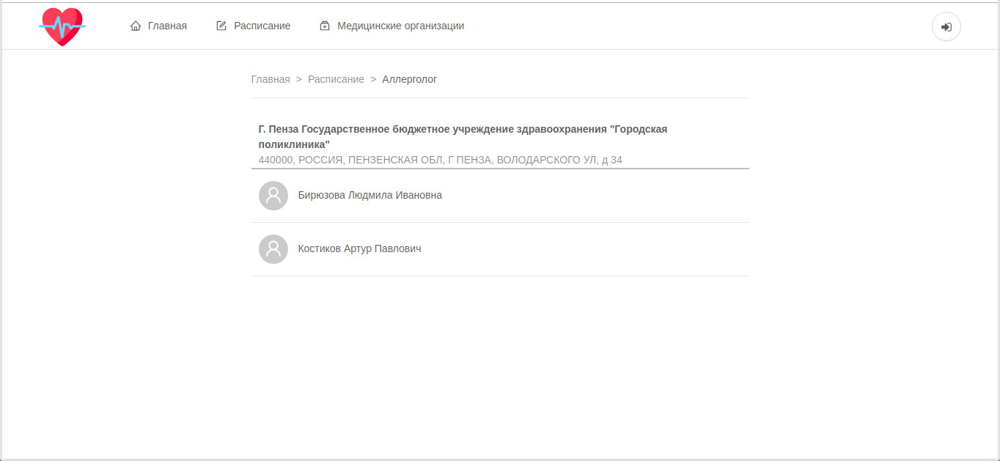 Главная Расписание Медицинские организации
Главная > Расписание > Аллерголог
Г. Пенза Государственное бюджетное учреждение здравоохранения "Городская
поликлиника"
440000, РОССИЯ, ПЕНЗЕНСКАЯ ОБЛ, Г ПЕНЗА, ВОЛОДАРСКОГО УЛ, д 34
Бирюзова Людмила Ивановна
Костиков Артур Павлович